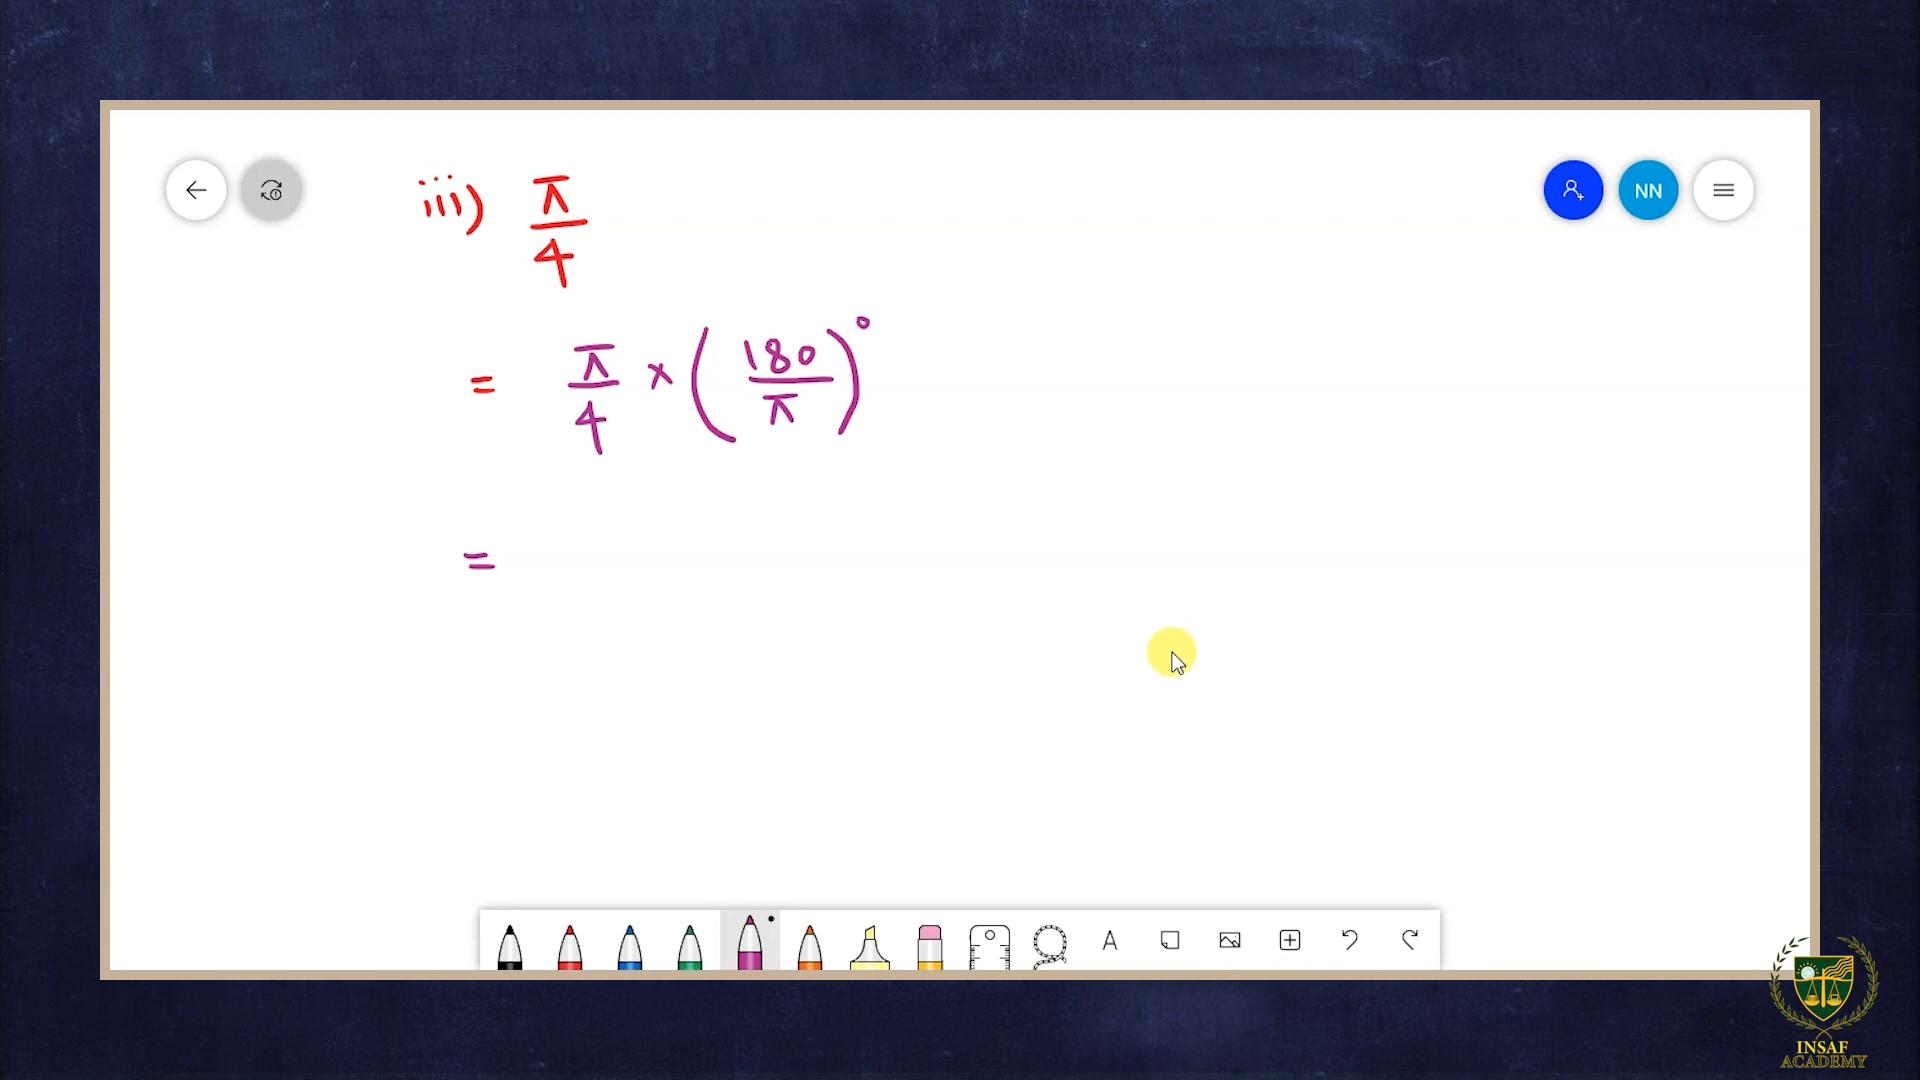 iii) π/4
NN
= π/4 × (180/π)°
=
A
INSAF
ACADEMY